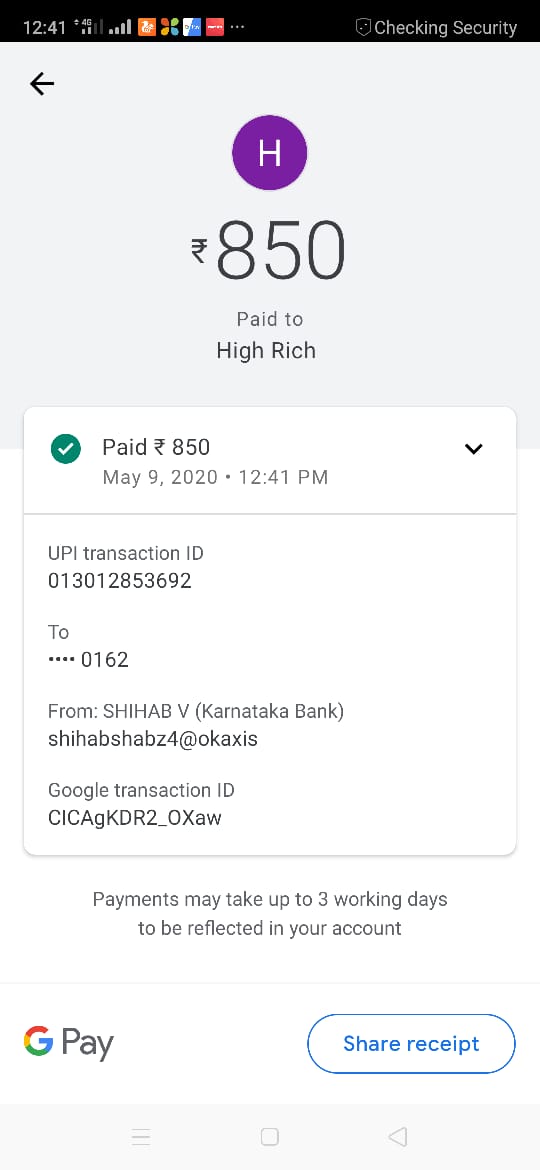 12:41
4G
Checking Security
H
₹850
Paid to
High Rich
Paid ₹ 850
May 9, 2020 • 12:41 PM
UPI transaction ID
013012853692
To
•••• 0162
From: SHIHAB V (Karnataka Bank)
shihabshabz4@okaxis
Google transaction ID
CICAgKDR2_OXaw
Payments may take up to 3 working days
to be reflected in your account
G Pay
Share receipt